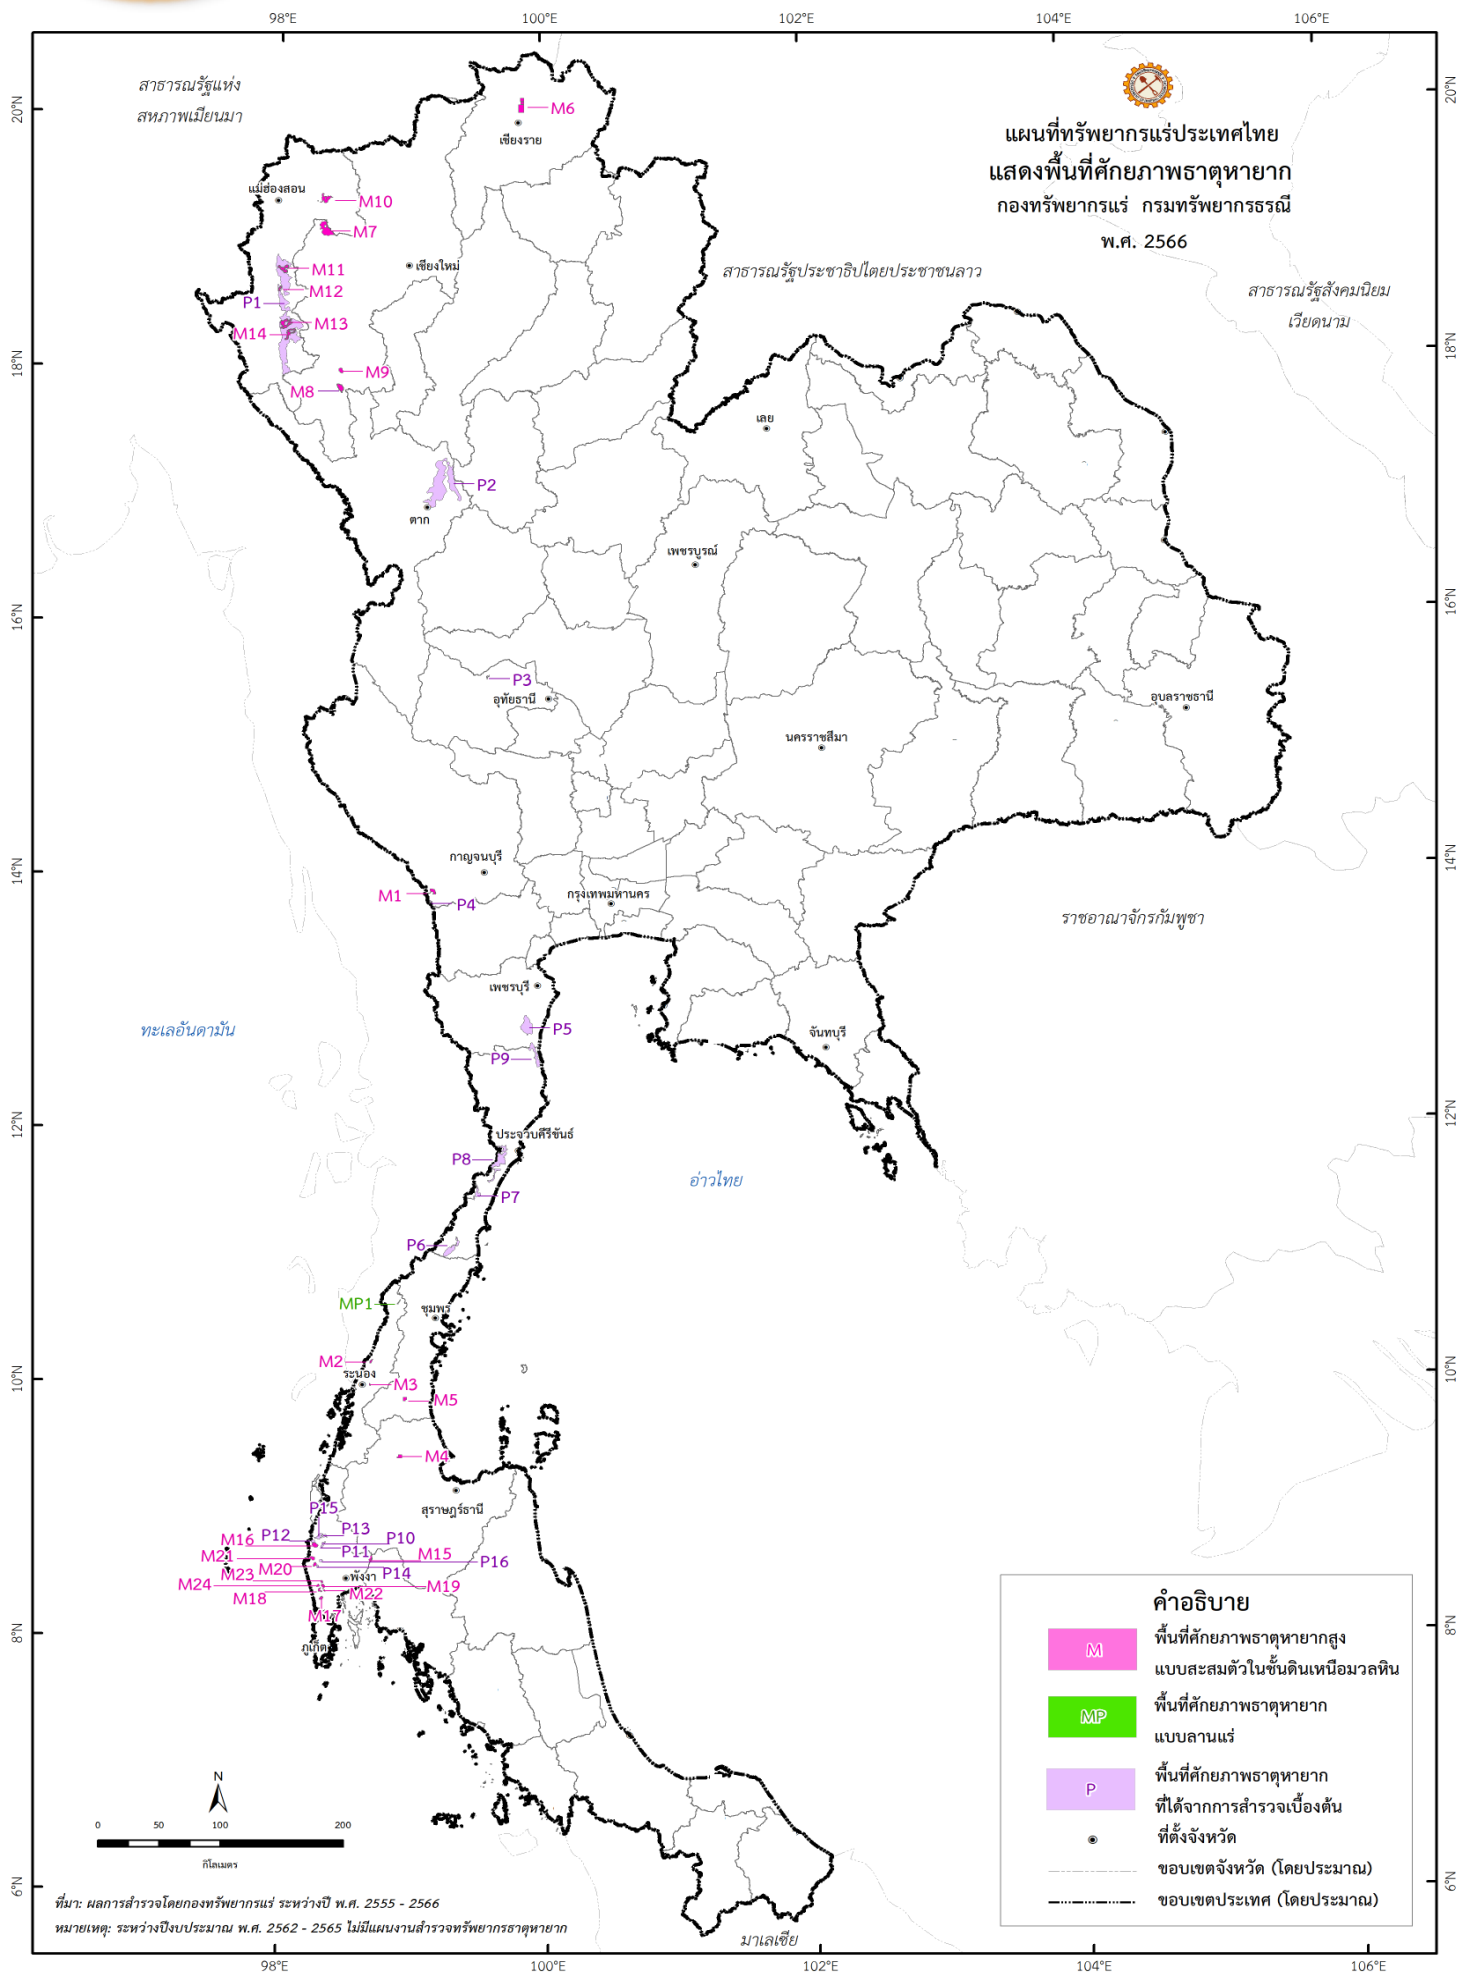 98°E 100°E 102°E 104°E 106°E
20°N
20°N
สาธารณรัฐแห่ง
สหภาพเมียนมา
แผนที่ทรัพยากรแร่ประเทศไทย
แสดงพื้นที่ศักยภาพธาตุหายาก
กองทรัพยากรแร่ กรมทรัพยากรธรณี
พ.ศ. 2566
M6
เชียงราย
แม่ฮ่องสอน
M10
M7
เชียงใหม่
สาธารณรัฐประชาธิปไตยประชาชนลาว
สาธารณรัฐสังคมนิยม
เวียดนาม
M11
M12
P1
M13
M14
18°N
18°N
M9
M8
เลย
P2
ตาก
เพชรบูรณ์
16°N
16°N
P3
อุทัยธานี
อุบลราชธานี
นครราชสีมา
กาญจนบุรี
14°N
14°N
M1
P4
กรุงเทพมหานคร
ราชอาณาจักรกัมพูชา
เพชรบุรี
ทะเลอันดามัน
P5
จันทบุรี
P9
12°N
12°N
ประจวบคีรีขันธ์
P8
อ่าวไทย
P7
P6
MP1
ชุมพร
M2
10°N
10°N
ระนอง
M3
M5
M4
สุราษฎร์ธานี
P15
P12
P13
M16
P10
P11
M21
M15
P16
M20
P14
M23
พังงา
M24
M19
M18
M22
M17
8°N
8°N
ภูเก็ต
คำอธิบาย
M
พื้นที่ศักยภาพธาตุหายากสูง
แบบสะสมตัวในชั้นดินเหนือมวลหิน
MP
พื้นที่ศักยภาพธาตุหายาก
แบบลานแร่
P
พื้นที่ศักยภาพธาตุหายาก
ที่ได้จากการสำรวจเบื้องต้น
ที่ตั้งจังหวัด
ขอบเขตจังหวัด (โดยประมาณ)
ขอบเขตประเทศ (โดยประมาณ)
N
0 50 100 200
กิโลเมตร
6°N
6°N
ที่มา: ผลการสำรวจโดยกองทรัพยากรแร่ ระหว่างปี พ.ศ. 2555 - 2566
หมายเหตุ: ระหว่างปีงบประมาณ พ.ศ. 2562 - 2565 ไม่มีแผนงานสำรวจทรัพยากรธาตุหายาก
มาเลเซีย
98°E 100°E 102°E 104°E 106°E